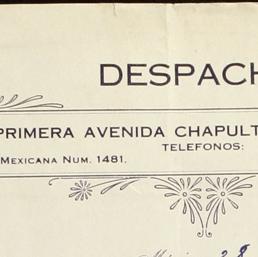 DESPACH
PRIMERA AVENIDA CHAPULT
TELEFONOS:
MEXICANA NUM. 1481.